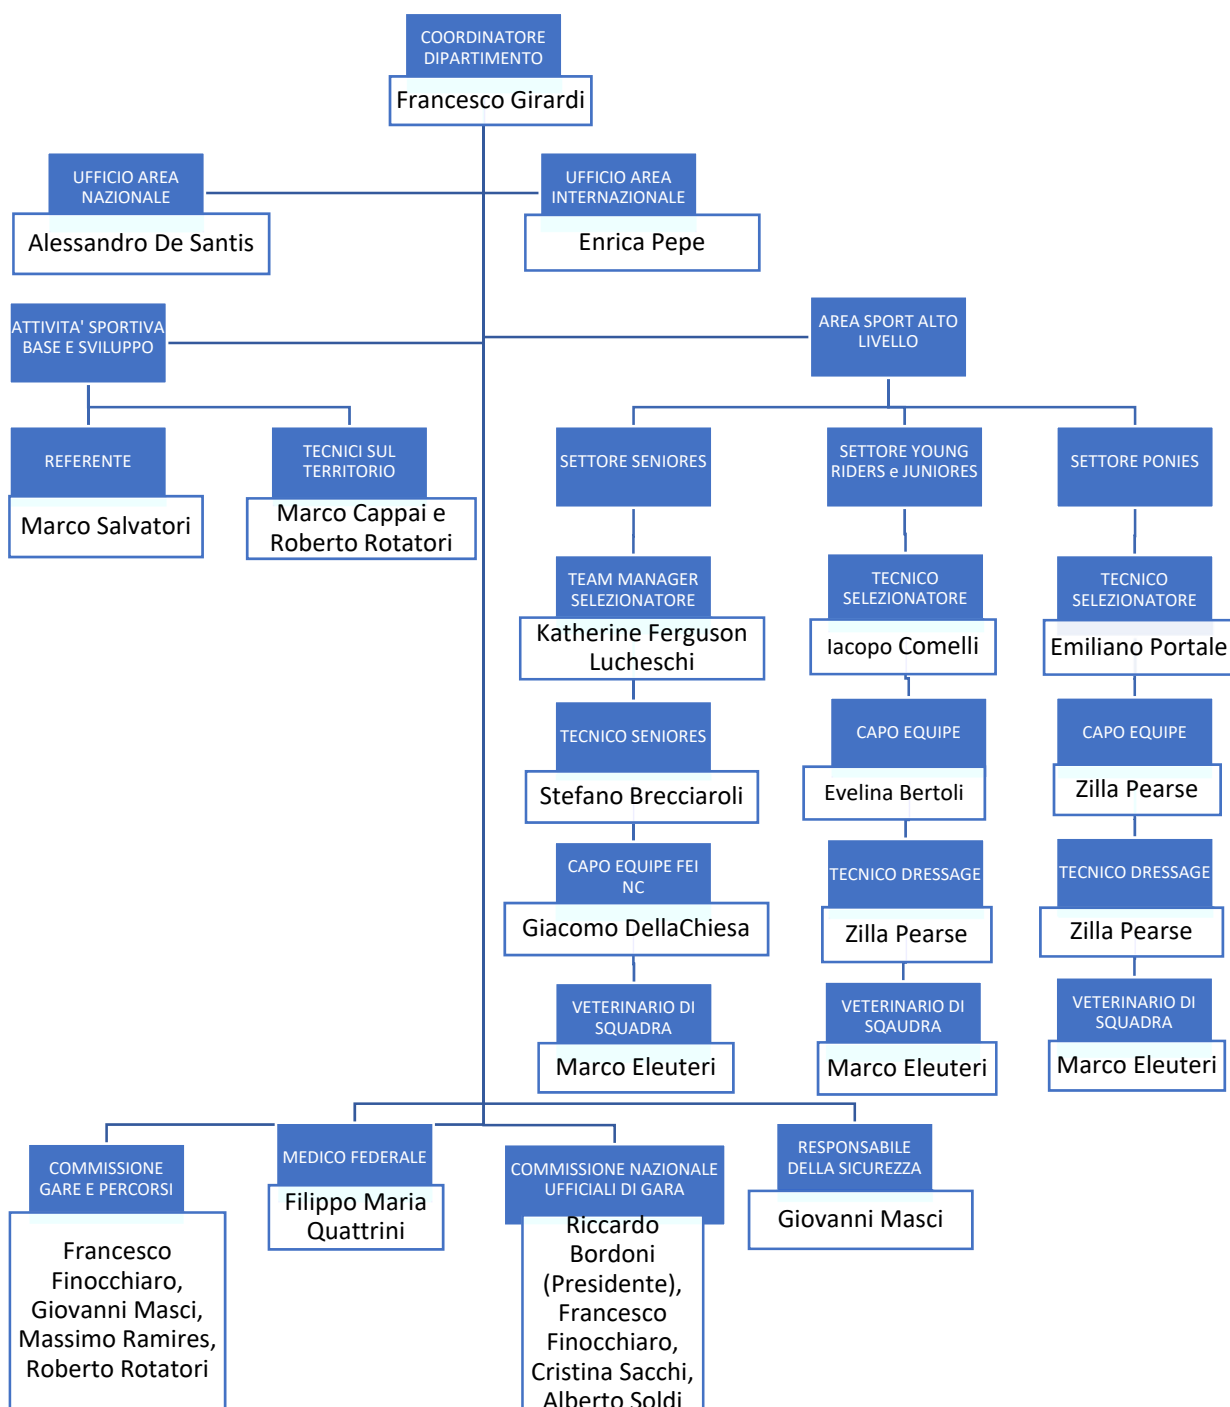 COORDINATORE
DIPARTIMENTO
Francesco Girardi
UFFICIO AREA
NAZIONALE
Alessandro De Santis
UFFICIO AREA
INTERNAZIONALE
Enrica Pepe
ATTIVITA' SPORTIVA
BASE E SVILUPPO
AREA SPORT ALTO
LIVELLO
REFERENTE
Marco Salvatori
TECNICI SUL
TERRITORIO
Marco Cappai e
Roberto Rotatori
SETTORE SENIORES
TEAM MANAGER
SELEZIONATORE
Katherine Ferguson
Lucheschi
TECNICO SENIORES
Stefano Brecciaroli
CAPO EQUIPE FEI
NC
Giacomo DellaChiesa
VETERINARIO DI
SQUADRA
Marco Eleuteri
SETTORE YOUNG
RIDERS e JUNIORES
TECNICO
SELEZIONATORE
Iacopo Comelli
CAPO EQUIPE
Evelina Bertoli
TECNICO DRESSAGE
Zilla Pearse
VETERINARIO DI
SQAUDRA
Marco Eleuteri
SETTORE PONIES
TECNICO
SELEZIONATORE
Emiliano Portale
CAPO EQUIPE
Zilla Pearse
TECNICO DRESSAGE
Zilla Pearse
VETERINARIO DI
SQUADRA
Marco Eleuteri
COMMISSIONE
GARE E PERCORSI
Francesco
Finocchiaro,
Giovanni Masci,
Massimo Ramires,
Roberto Rotatori
MEDICO FEDERALE
Filippo Maria
Quattrini
COMMISSIONE NAZIONALE
UFFICIALI DI GARA
Riccardo
Bordoni
(Presidente),
Francesco
Finocchiaro,
Cristina Sacchi,
Alberto Soldi
RESPONSABILE
DELLA SICUREZZA
Giovanni Masci